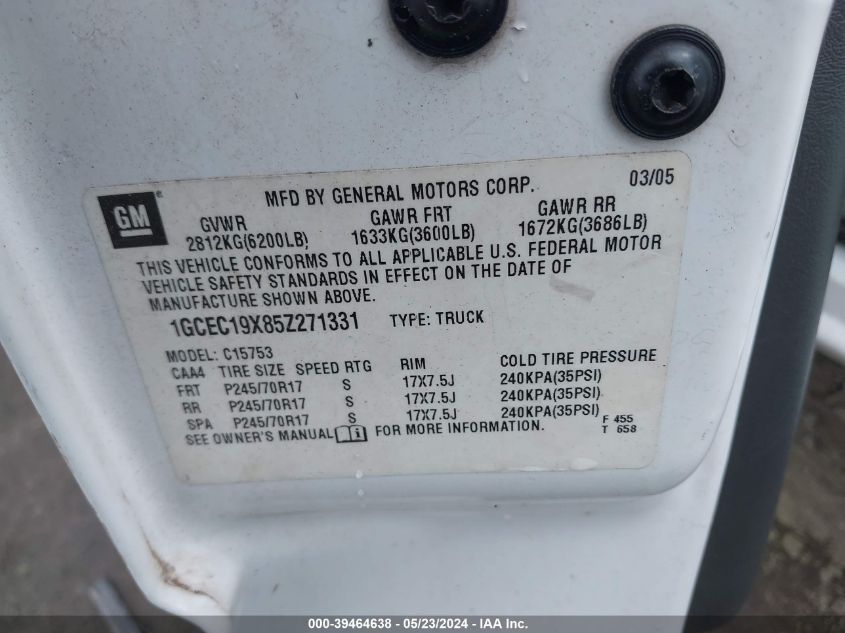 GM
MFD BY GENERAL MOTORS CORP. 03/05
GVWR GAWR FRT GAWR RR
2812KG(6200LB) 1633KG(3600LB) 1672KG(3686LB)
THIS VEHICLE CONFORMS TO ALL APPLICABLE U.S. FEDERAL MOTOR
VEHICLE SAFETY STANDARDS IN EFFECT ON THE DATE OF
MANUFACTURE SHOWN ABOVE.
1GCEC19X85Z271331 TYPE: TRUCK
MODEL: C15753
CAA4 TIRE SIZE SPEED RTG RIM COLD TIRE PRESSURE
FRT P245/70R17 S 17X7.5J 240KPA(35PSI)
RR P245/70R17 S 17X7.5J 240KPA(35PSI)
SPA P245/70R17 S 17X7.5J 240KPA(35PSI)
SEE OWNER'S MANUAL FOR MORE INFORMATION.
F 455
T 658
000-39464638 - 05/23/2024 - IAA Inc.